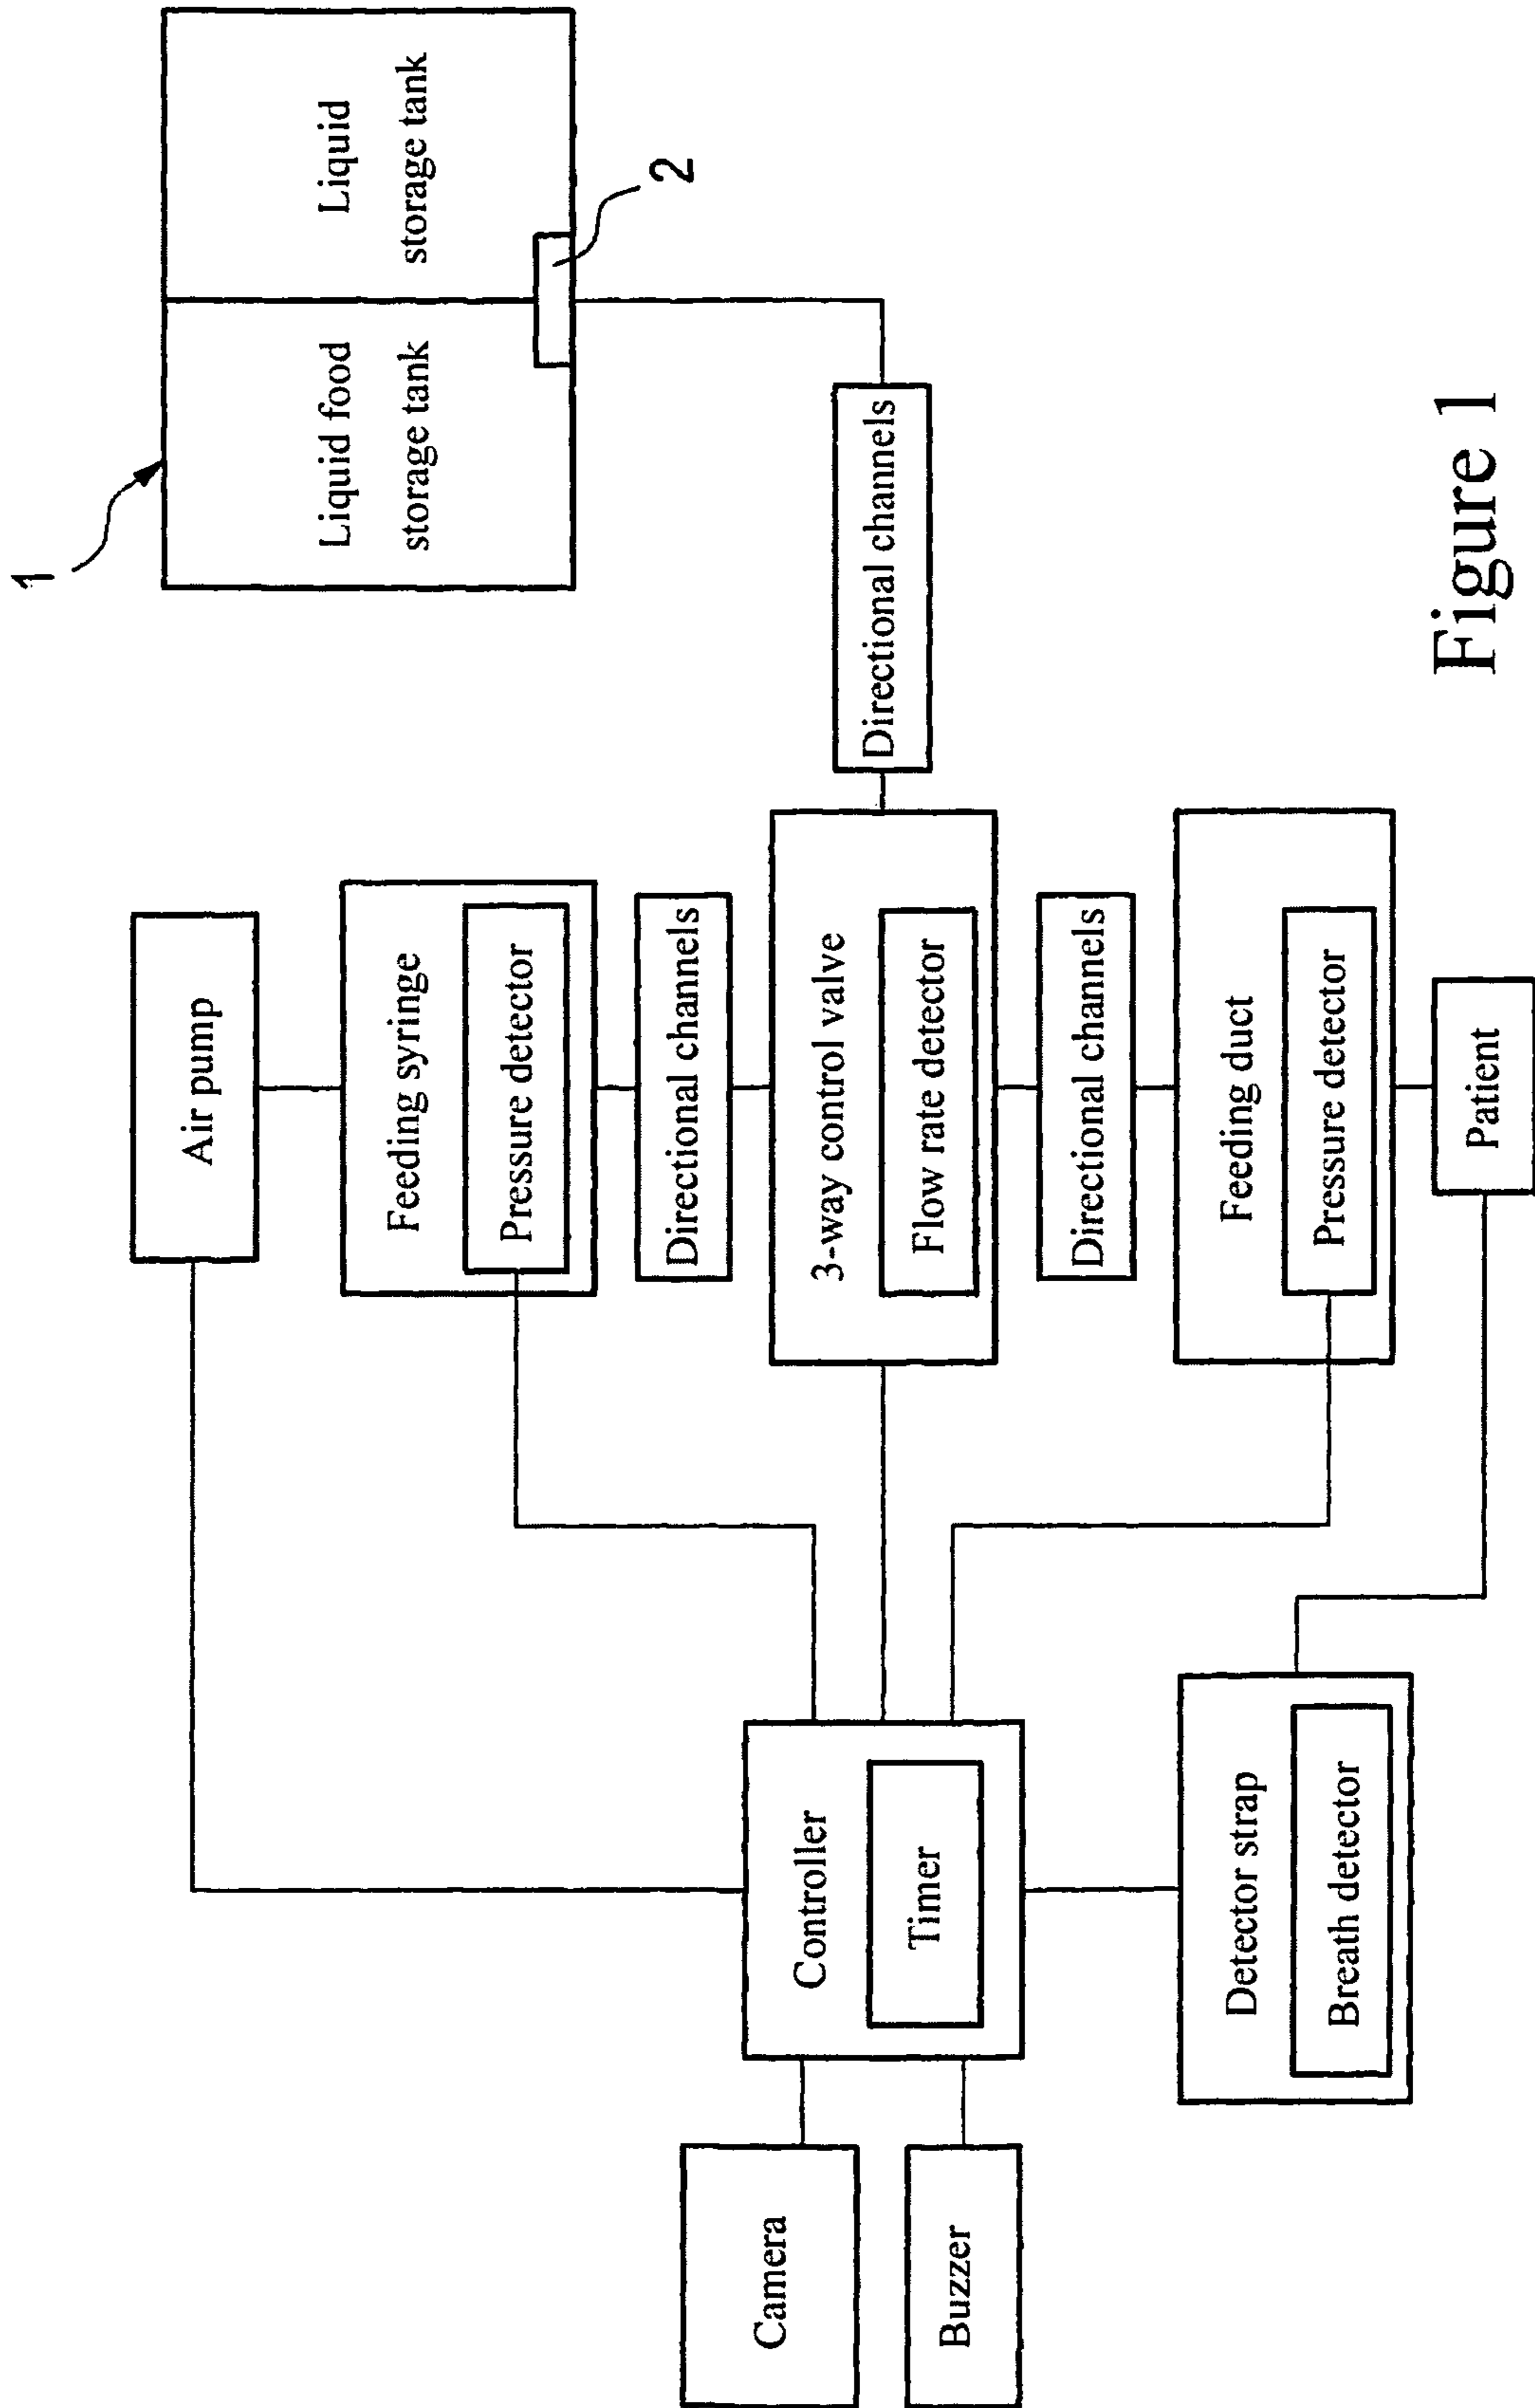 1
Liquid food
storage tank
Liquid
storage tank
2
Air pump
Feeding syringe
Pressure detector
Directional channels
Camera
Buzzer
Controller
Timer
3-way control valve
Flow rate detector
Directional channels
Directional channels
Detector strap
Breath detector
Feeding duct
Pressure detector
Patient
Figure 1